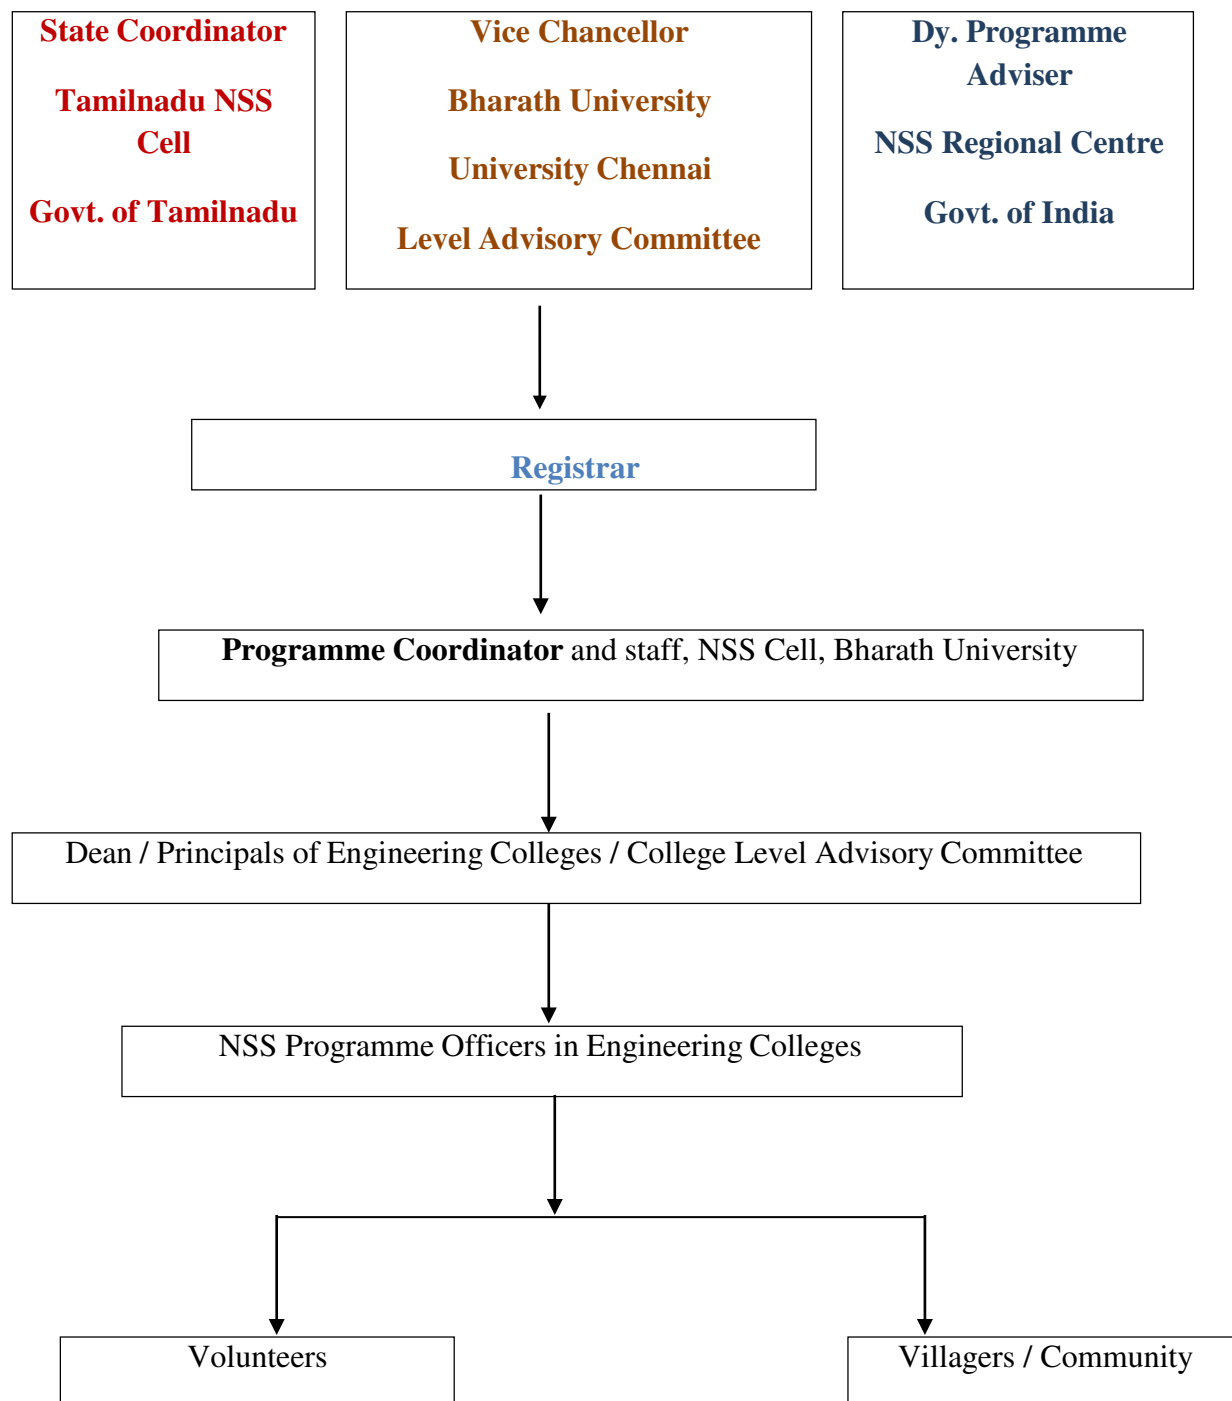 State Coordinator
Tamilnadu NSS
Cell
Govt. of Tamilnadu
Vice Chancellor
Bharath University
University Chennai
Level Advisory Committee
Dy. Programme
Adviser
NSS Regional Centre
Govt. of India
Registrar
Programme Coordinator and staff, NSS Cell, Bharath University
Dean / Principals of Engineering Colleges / College Level Advisory Committee
NSS Programme Officers in Engineering Colleges
Volunteers
Villagers / Community